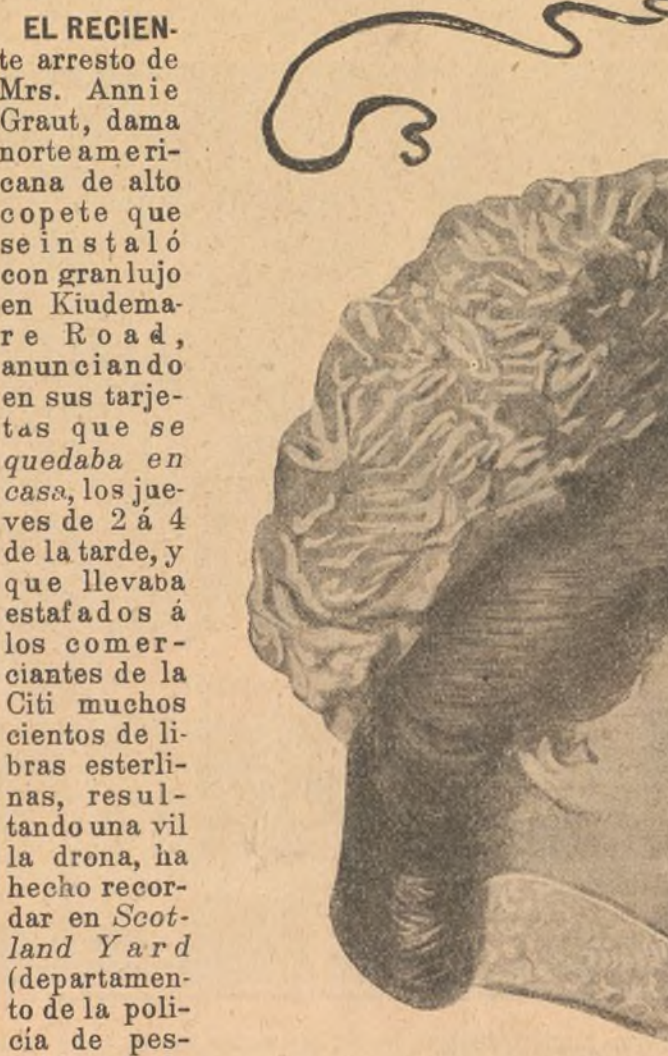 EL RECIEN-
te arresto de
Mrs. Annie
Graut, dama
norteameri-
cana de alto
copete que
se instaló
con gran lujo
en Kiudema-
re Road,
anunciando
en sus tarje-
tas que se
quedaba en
casa, los jue-
ves de 2 á 4
de la tarde, y
que llevaba
estafados á
los comer-
ciantes de la
Citi muchos
cientos de li-
bras esterli-
nas, resul-
tando una vil
la drona, ha
hecho recor-
dar en Scot-
land Yard
(departamen-
to de la poli-
cía de pes-